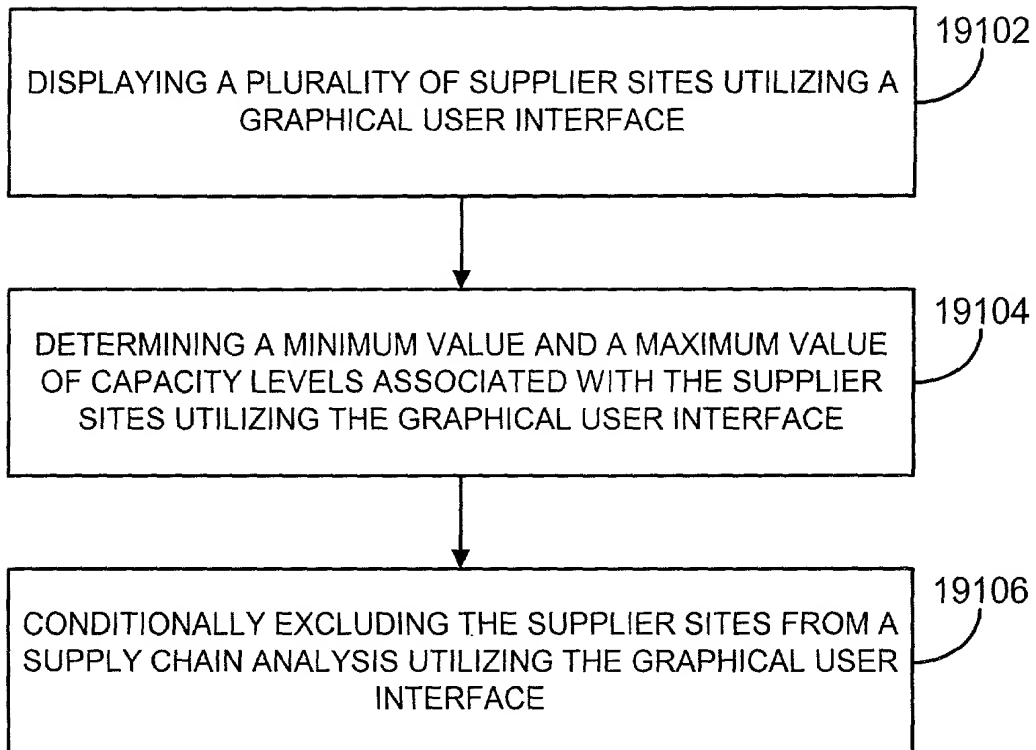 19102
DISPLAYING A PLURALITY OF SUPPLIER SITES UTILIZING A
GRAPHICAL USER INTERFACE
19104
DETERMINING A MINIMUM VALUE AND A MAXIMUM VALUE
OF CAPACITY LEVELS ASSOCIATED WITH THE SUPPLIER
SITES UTILIZING THE GRAPHICAL USER INTERFACE
19106
CONDITIONALLY EXCLUDING THE SUPPLIER SITES FROM A
SUPPLY CHAIN ANALYSIS UTILIZING THE GRAPHICAL USER
INTERFACE